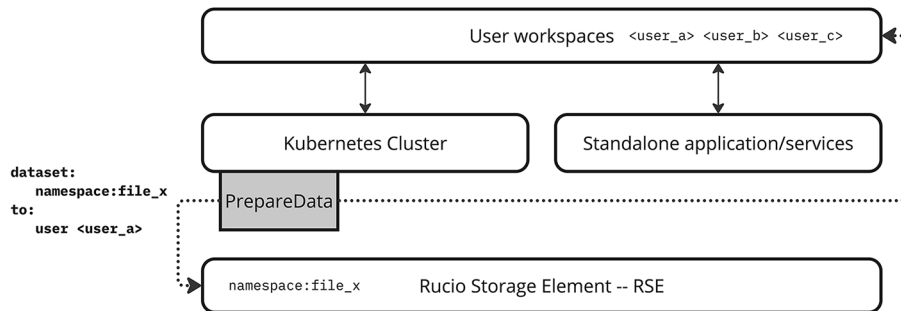 User workspaces <user_a> <user_b> <user_c>
Kubernetes Cluster
Standalone application/services
dataset:
namespace:file_x
to:
user <user_a>
PrepareData
namespace:file_x Rucio Storage Element -- RSE